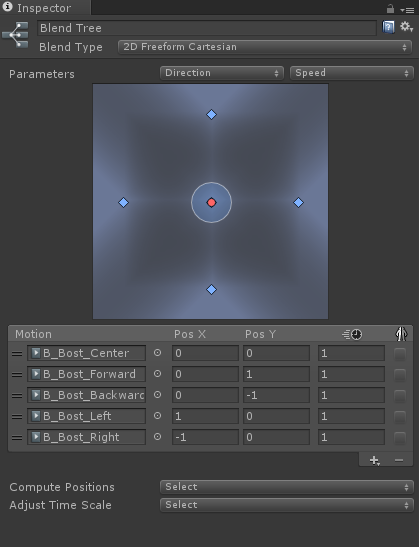 Inspector
Blend Tree
Blend Type 2D Freeform Cartesian
Parameters Direction Speed
Motion Pos X Pos Y
B_Bost_Center 0 0 1
B_Bost_Forward 0 1 1
B_Bost_Backward 0 -1 1
B_Bost_Left 1 0 1
B_Bost_Right -1 0 1
Compute Positions Select
Adjust Time Scale Select